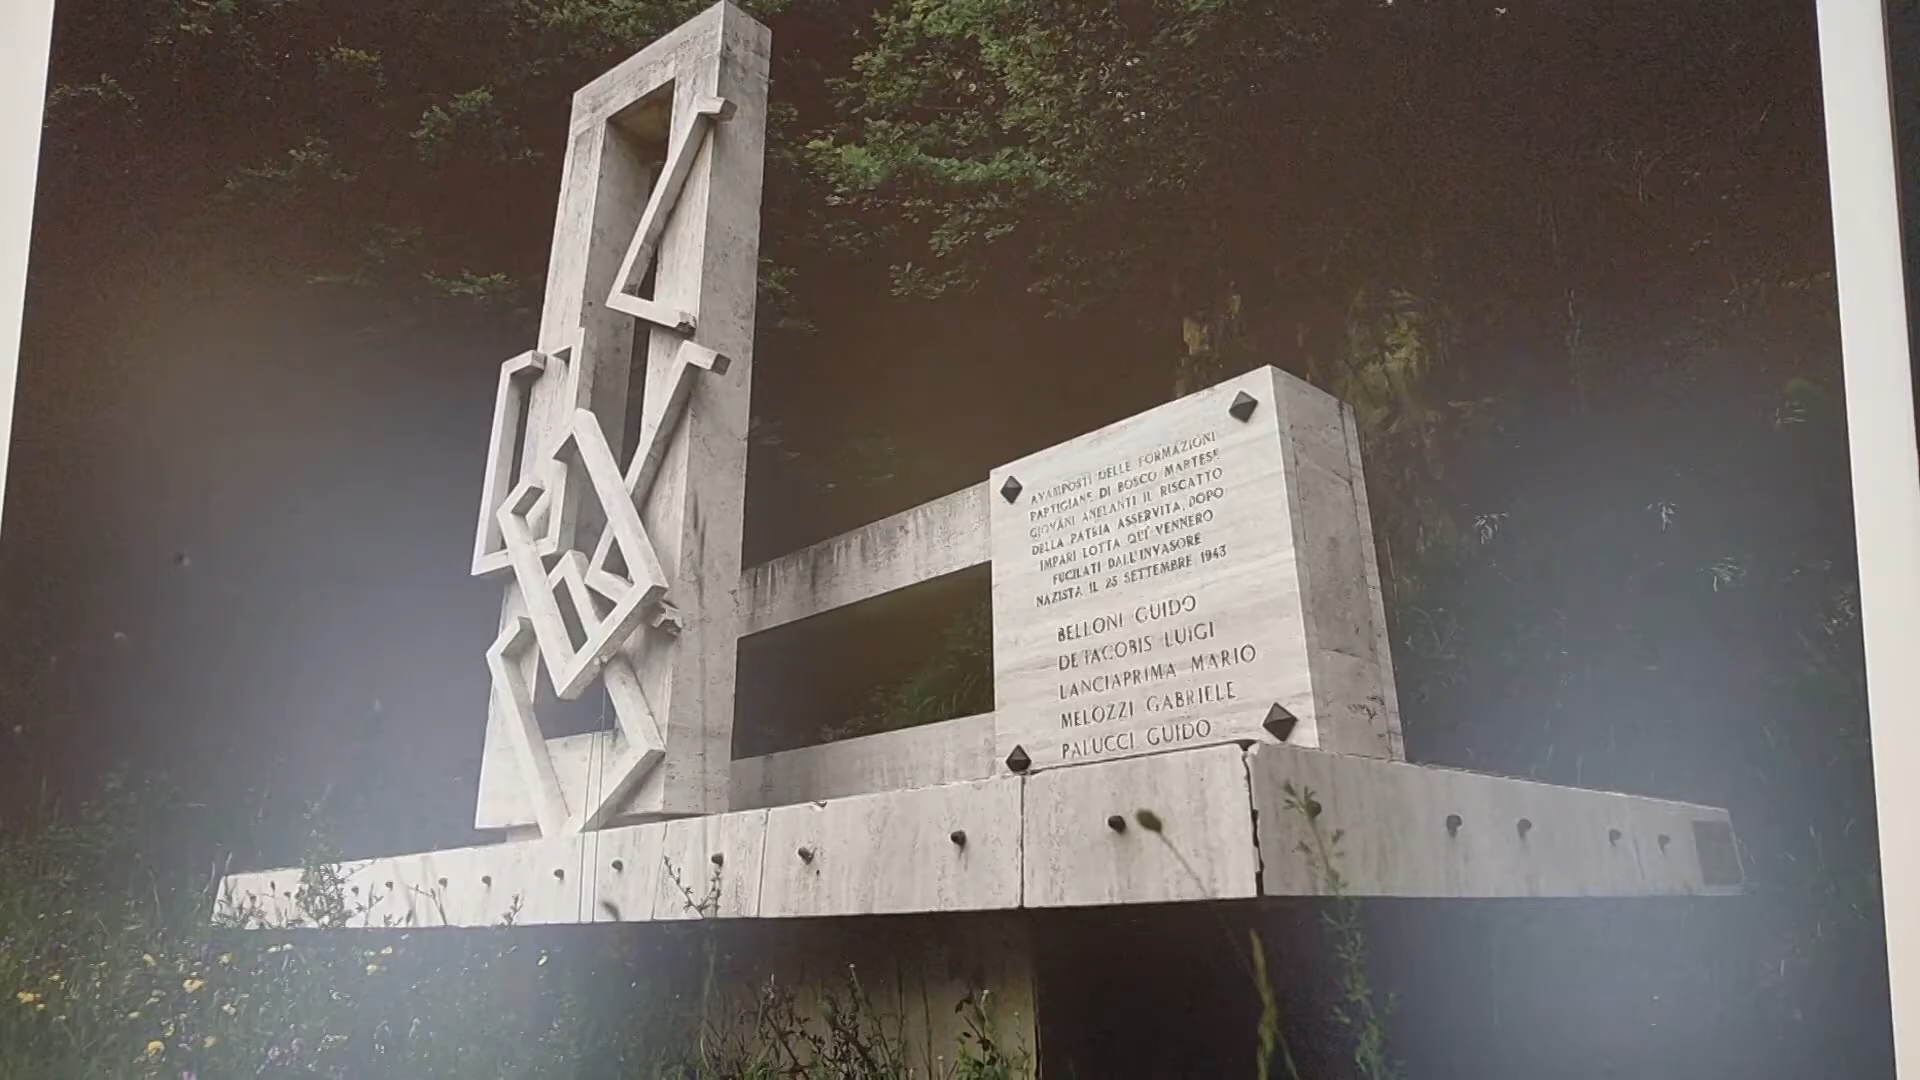 AVAMPOSTI DELLE FORMAZIONI
PARTIGIANE DI BOSCO MARTESE
GIOVANI ANELANTI IL RISCATTO
DELLA PATRIA ASSERVITA, DOPO
IMPARI LOTTA QUI VENNERO
FUCILATI DALL'INVASORE
NAZISTA IL 25 SETTEMBRE 1943
BELLONI GUIDO
DE IACOBIS LUIGI
LANCIAPRIMA MARIO
MELOZZI GABRIELE
PALUCCI GUIDO